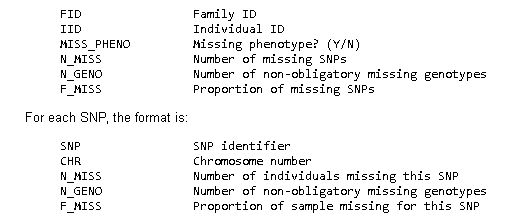 FID Family ID
IID Individual ID
MISS_PHENO Missing phenotype? (Y/N)
N_MISS Number of missing SNPs
N_GENO Number of non-obligatory missing genotypes
F_MISS Proportion of missing SNPs
For each SNP, the format is:
SNP SNP identifier
CHR Chromosome number
N_MISS Number of individuals missing this SNP
N_GENO Number of non-obligatory missing genotypes
F_MISS Proportion of sample missing for this SNP